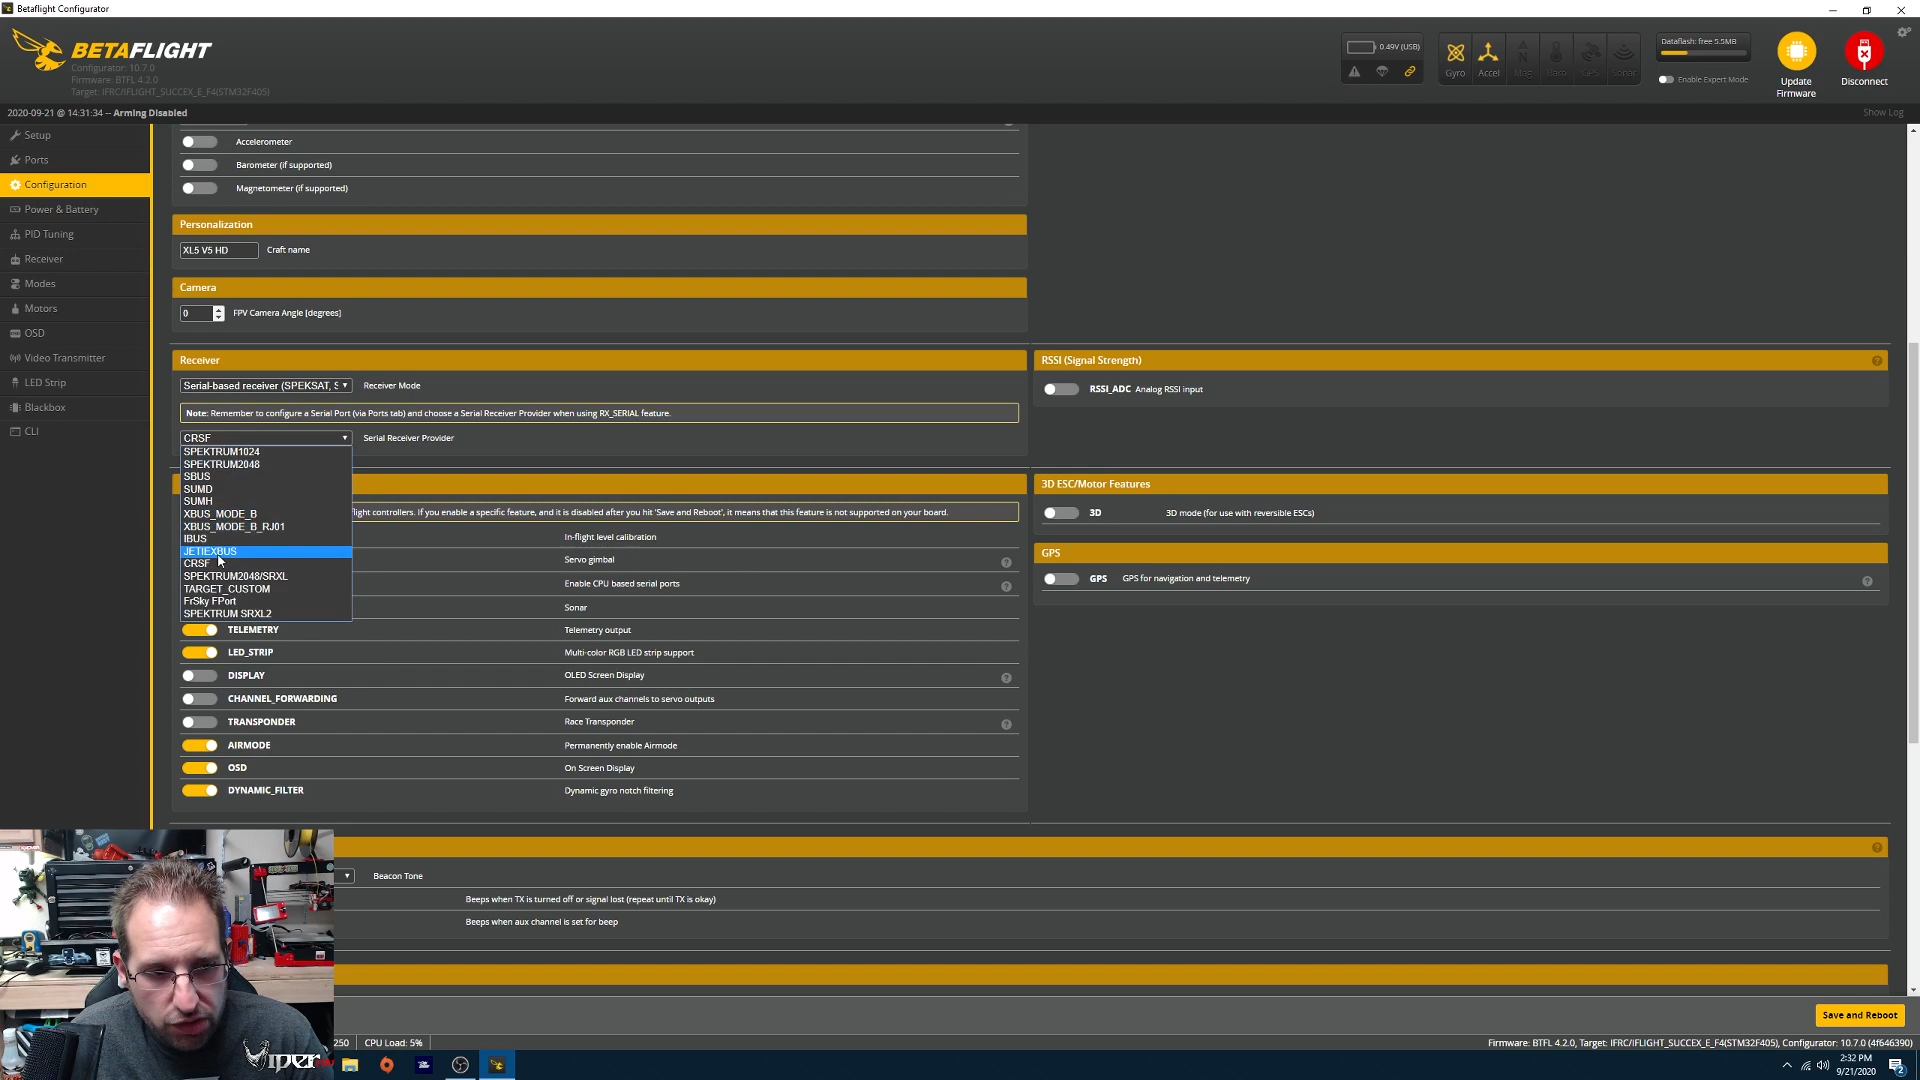 Betaflight Configurator
BETAFLIGHT
Configurator: 10.7.0
Firmware: BTFL 4.2.0
Target: IFRC/IFLIGHT_SUCCEX_E_F4(STM32F405)
0.49V (USB)
Gyro
Accel
Mag
Baro
GPS
Sonar
Dataflash: free 5.5MB
Enable Expert Mode
Update Firmware
Disconnect
2020-09-21 @ 14:31:34 -- Arming Disabled
Show Log
Setup
Ports
Configuration
Power & Battery
PID Tuning
Receiver
Modes
Motors
OSD
Video Transmitter
LED Strip
Blackbox
CLI
Accelerometer
Barometer (if supported)
Magnetometer (if supported)
Personalization
XL5 V5 HD Craft name
Camera
0 FPV Camera Angle [degrees]
Receiver
Serial-based receiver (SPEKSAT, S Receiver Mode
Note: Remember to configure a Serial Port (via Ports tab) and choose a Serial Receiver Provider when using RX_SERIAL feature.
CRSF Serial Receiver Provider
SPEKTRUM1024
SPEKTRUM2048
SBUS
SUMD
SUMH
XBUS_MODE_B
XBUS_MODE_B_RJ01
IBUS
JETIEXBUS
CRSF
SPEKTRUM2048/SRXL
TARGET_CUSTOM
FrSky FPort
SPEKTRUM SRXL2
RSSI (Signal Strength)
RSSI_ADC Analog RSSI input
flight controllers. If you enable a specific feature, and it is disabled after you hit 'Save and Reboot', it means that this feature is not supported on your board.
In-flight level calibration
Servo gimbal
Enable CPU based serial ports
Sonar
TELEMETRY Telemetry output
LED_STRIP Multi-color RGB LED strip support
DISPLAY OLED Screen Display
CHANNEL_FORWARDING Forward aux channels to servo outputs
TRANSPONDER Race Transponder
AIRMODE Permanently enable Airmode
OSD On Screen Display
DYNAMIC_FILTER Dynamic gyro notch filtering
3D ESC/Motor Features
3D 3D mode (for use with reversible ESCs)
GPS
GPS GPS for navigation and telemetry
Beacon Tone
Beeps when TX is turned off or signal lost (repeat until TX is okay)
Beeps when aux channel is set for beep
Save and Reboot
250 CPU Load: 5%
Firmware: BTFL 4.2.0, Target: IFRC/IFLIGHT_SUCCEX_E_F4(STM32F405), Configurator: 10.7.0 (4f646390)
Viper
2:32 PM
9/21/2020
2